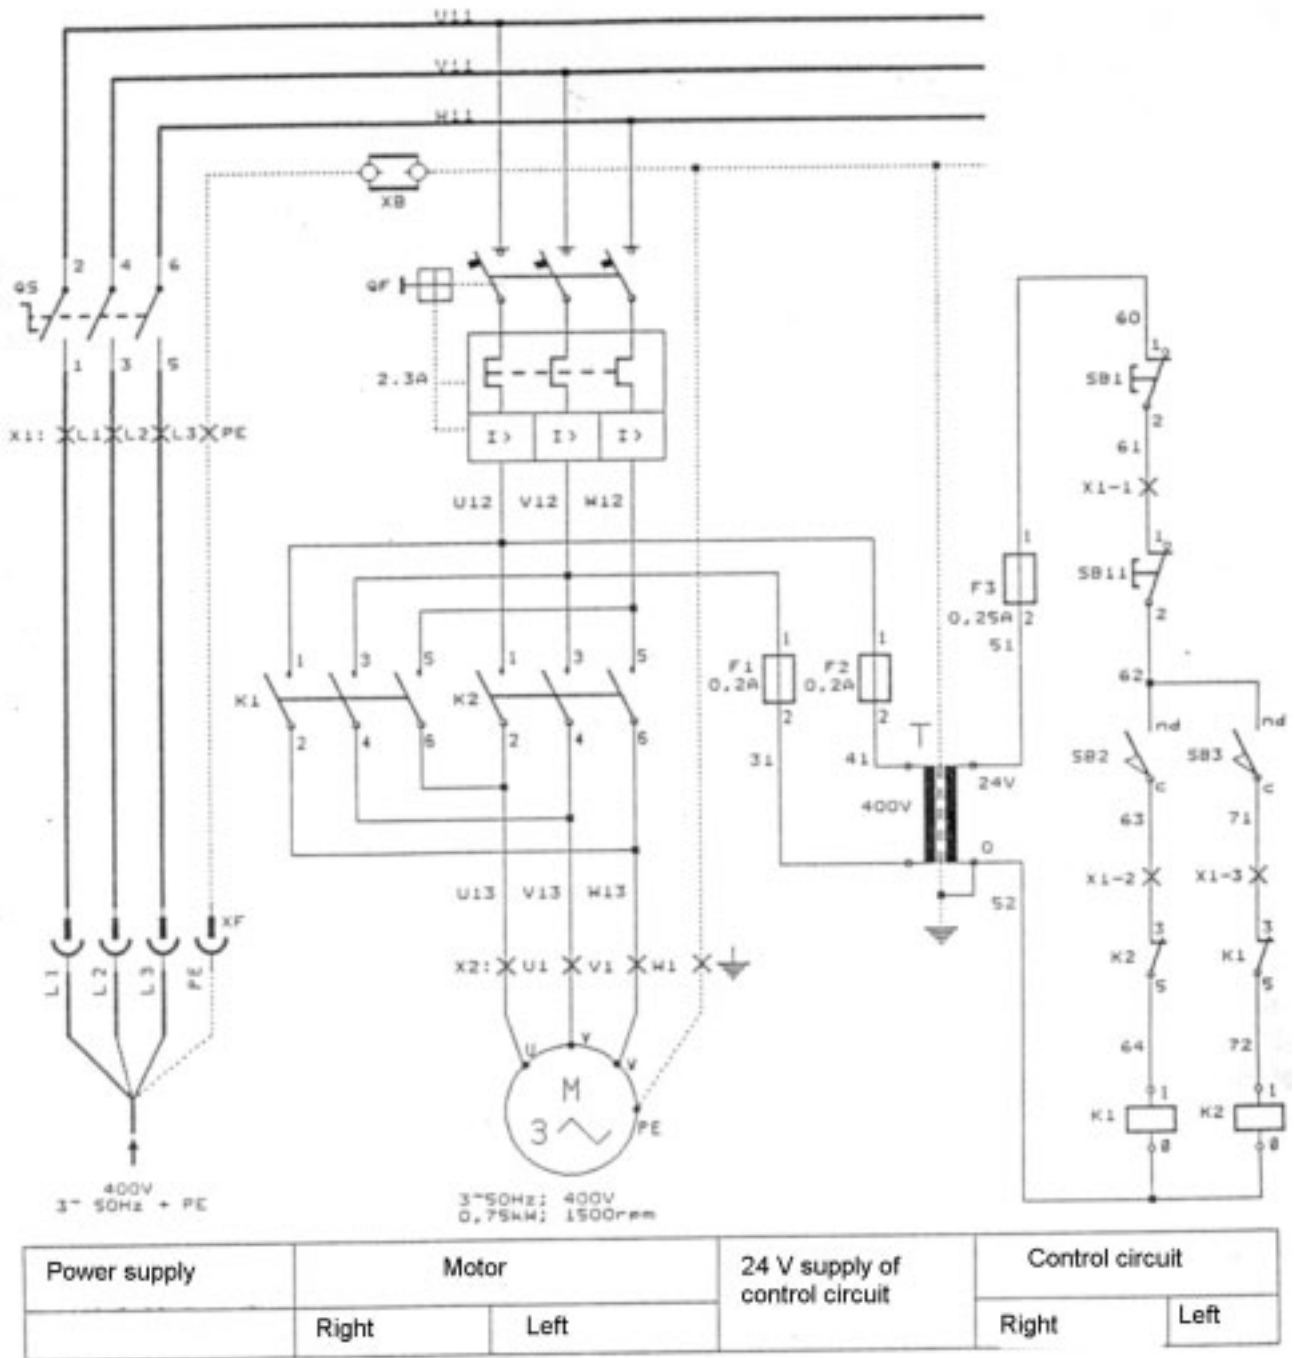 U11
V11
W11
XB
2 4 6
QS
QF
1 3 5
2.3A
I> I> I>
X1: L1 L2 L3 PE
60
1
SB1
2
61
X1-1
U12 V12 W12
1
SB11
2
1
F3
0,25A 2
51
62
1 3 5 1 3 5
K1 K2
2 4 6 2 4 6
1 1
F1 F2
0,2A 0,2A
2 2
T
31 41
400V
24V
0
52
nd nd
SB2 SB3
c c
63 71
X1-2 X1-3
3 3
K2 K1
5 5
64 72
1 1
K1 K2
0 0
U13 V13 W13
XF
L1 L2 L3 PE
X2: U1 V1 W1
U V
M
3
PE
400V
3~ 50Hz + PE
3~50Hz; 400V
0,75kW; 1500rpm
Power supply
Motor
24 V supply of
control circuit
Control circuit
Right
Left
Right
Left